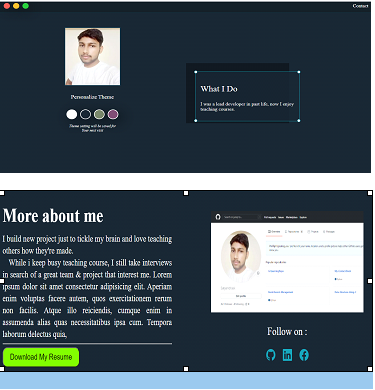 Contact
Personalize Theme
Theme setting will be saved for
Your next visit
What I Do
I was a lead developer in past life, now I enjoy
teaching courses.
More about me
I build new project just to tickle my brain and love teaching
others how they're made.
While i keep busy teaching course, I still take interviews
in search of a great team & project that interest me. Lorem
ipsum dolor sit amet consectetur adipisicing elit. Aperiam
enim voluptas facere autem, quos exercitationem rerum
non facilis. Atque illo reiciendis, cumque enim in
assumenda alias quas necessitatibus ipsa cum. Tempora
laborum delectus quia,
Download My Resume
Follow on :